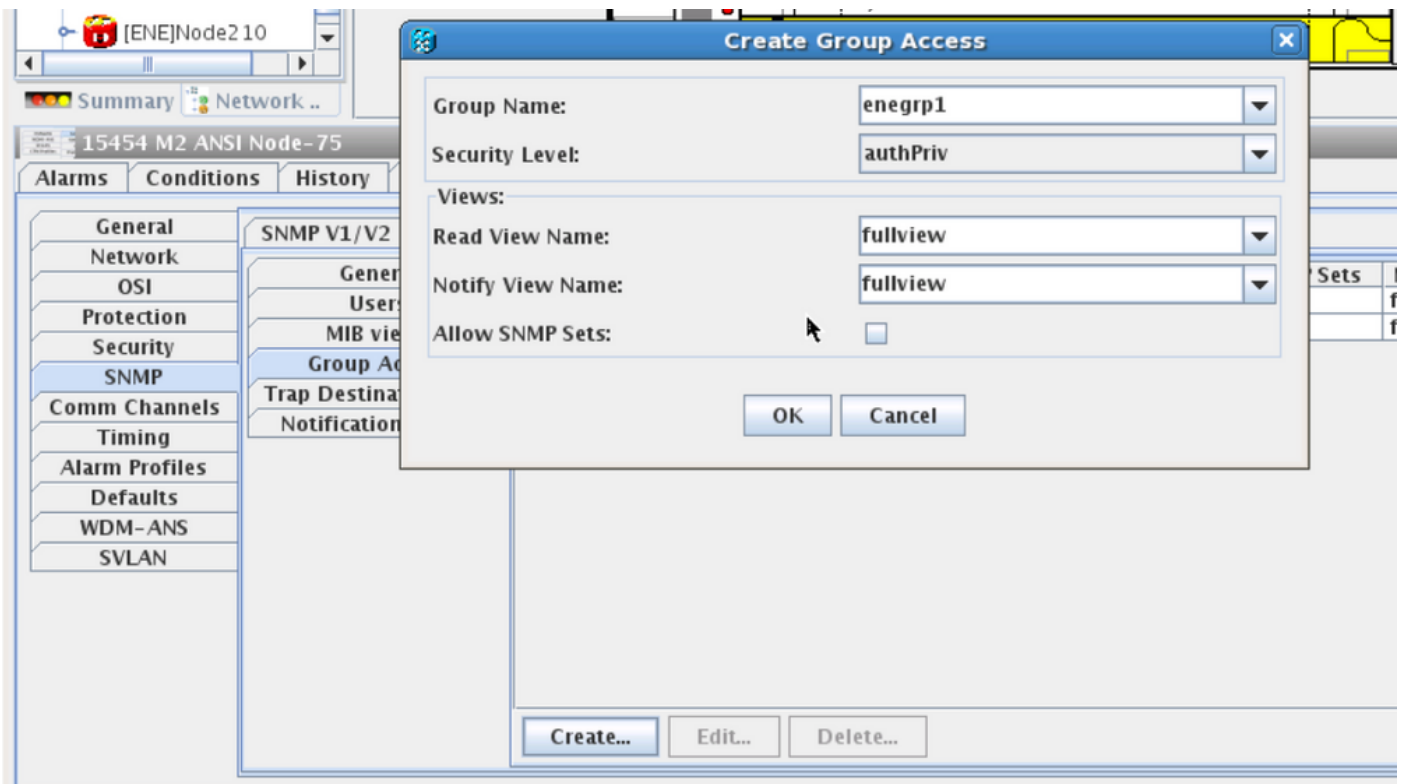 [ENE]Node210
Create Group Access
Summary
Network ..
15454 M2 ANSI Node-75
Alarms
Conditions
History
General
Network
OSI
Protection
Security
SNMP
Comm Channels
Timing
Alarm Profiles
Defaults
WDM-ANS
SVLAN
SNMP V1/V2
Gener
User
MIB vie
Group Ac
Trap Destina
Notification
Group Name:
enegrp1
Security Level:
authPriv
Views:
Read View Name:
fullview
Notify View Name:
fullview
Allow SNMP Sets:
OK
Cancel
Sets
f
f
Create...
Edit...
Delete...